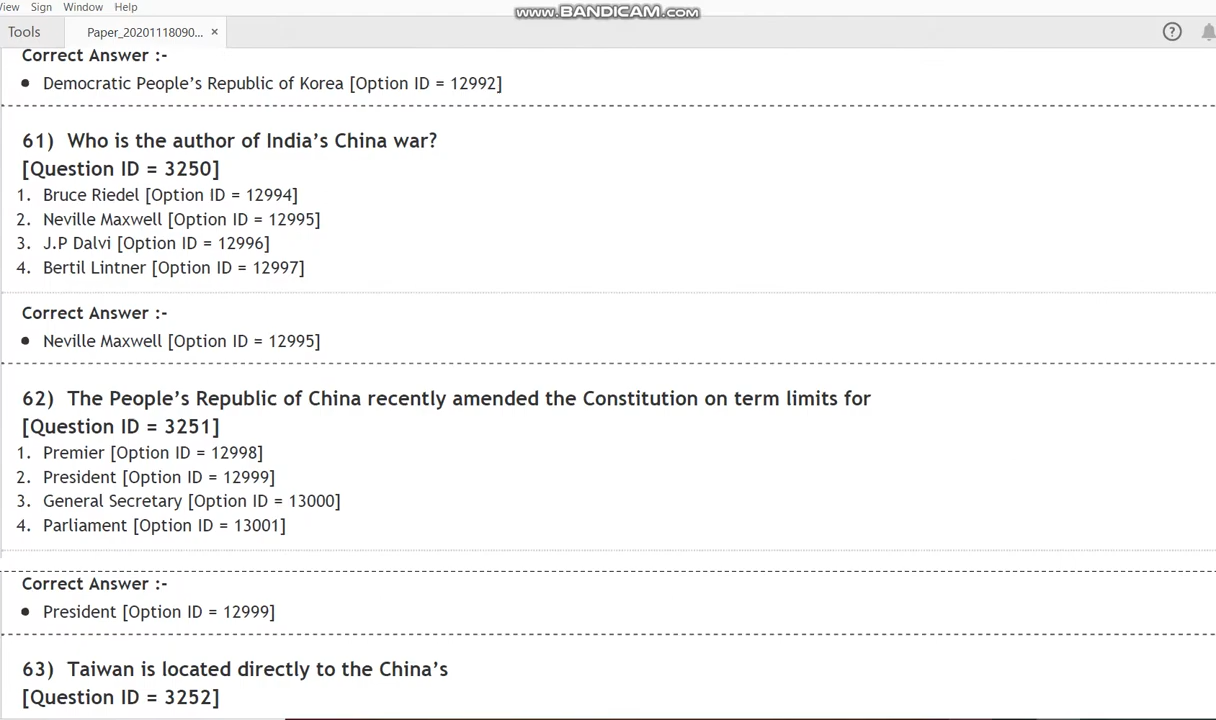 View Sign Window Help
www.BANDICAM.com
Tools Paper_20201118090... ×
Correct Answer :-
• Democratic People’s Republic of Korea [Option ID = 12992]
61) Who is the author of India’s China war?
[Question ID = 3250]
1. Bruce Riedel [Option ID = 12994]
2. Neville Maxwell [Option ID = 12995]
3. J.P Dalvi [Option ID = 12996]
4. Bertil Lintner [Option ID = 12997]
Correct Answer :-
• Neville Maxwell [Option ID = 12995]
62) The People’s Republic of China recently amended the Constitution on term limits for
[Question ID = 3251]
1. Premier [Option ID = 12998]
2. President [Option ID = 12999]
3. General Secretary [Option ID = 13000]
4. Parliament [Option ID = 13001]
Correct Answer :-
• President [Option ID = 12999]
63) Taiwan is located directly to the China’s
[Question ID = 3252]